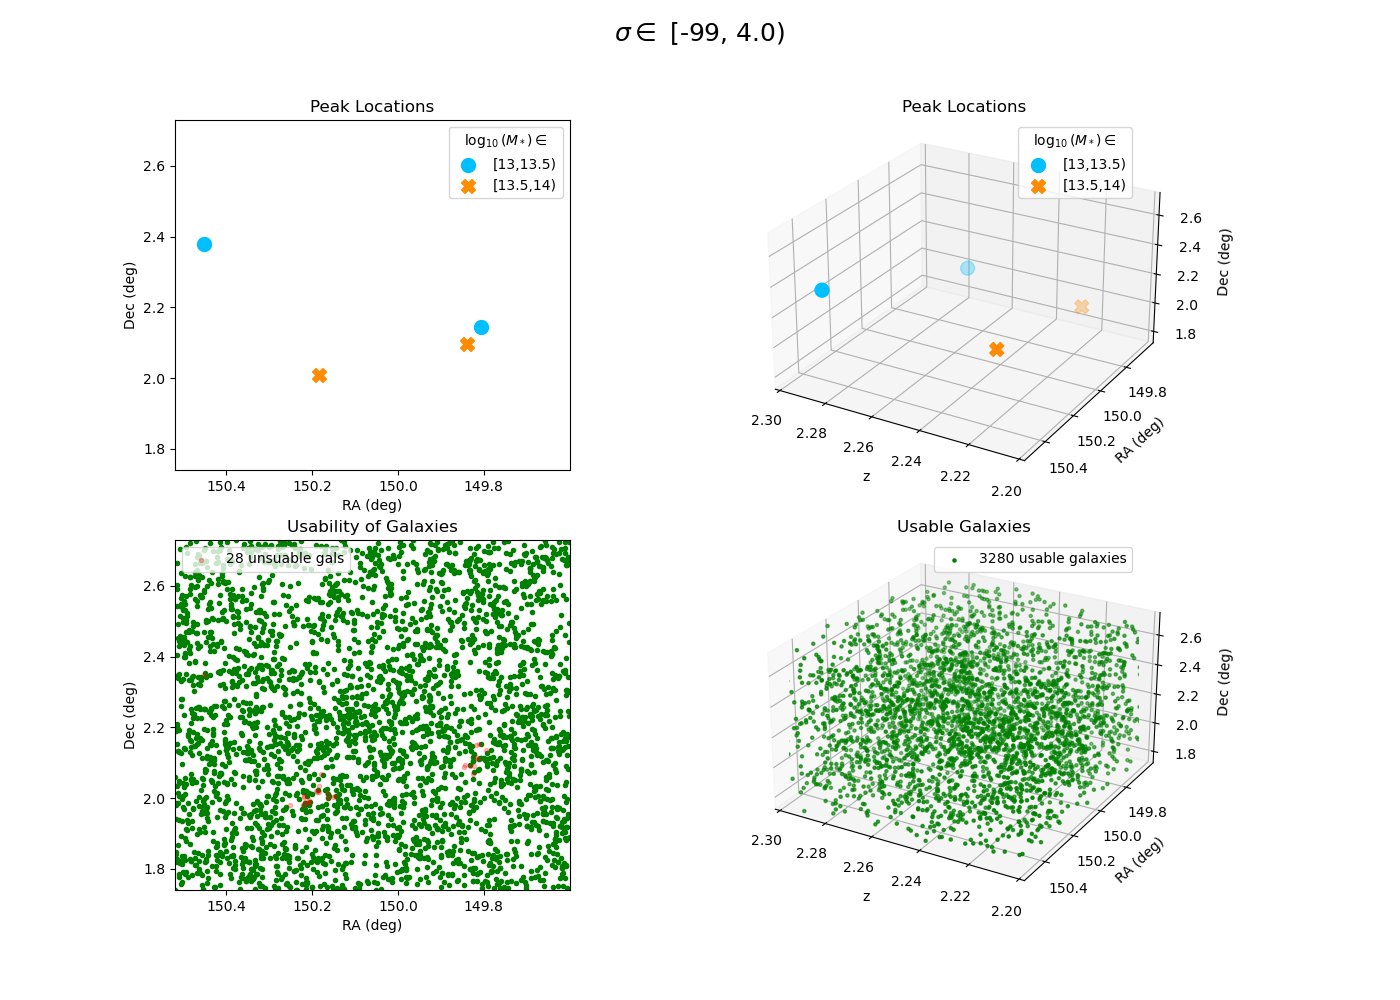 σ ∈ [-99, 4.0)
Peak Locations
log₁₀(M*) ∈
[13,13.5)
[13.5,14)
2.6
2.4
2.2
2.0
1.8
Dec (deg)
150.4 150.2 150.0 149.8
RA (deg)
Peak Locations
log₁₀(M*) ∈
[13,13.5)
[13.5,14)
2.6
2.4
2.2
2.0
1.8
Dec (deg)
149.8
150.0
150.2
150.4
RA (deg)
2.30
2.28
2.26
2.24
2.22
2.20
z
Usability of Galaxies
28 unsuable gals
2.6
2.4
2.2
2.0
1.8
Dec (deg)
150.4 150.2 150.0 149.8
RA (deg)
Usable Galaxies
3280 usable galaxies
2.6
2.4
2.2
2.0
1.8
Dec (deg)
149.8
150.0
150.2
150.4
RA (deg)
2.30
2.28
2.26
2.24
2.22
2.20
z